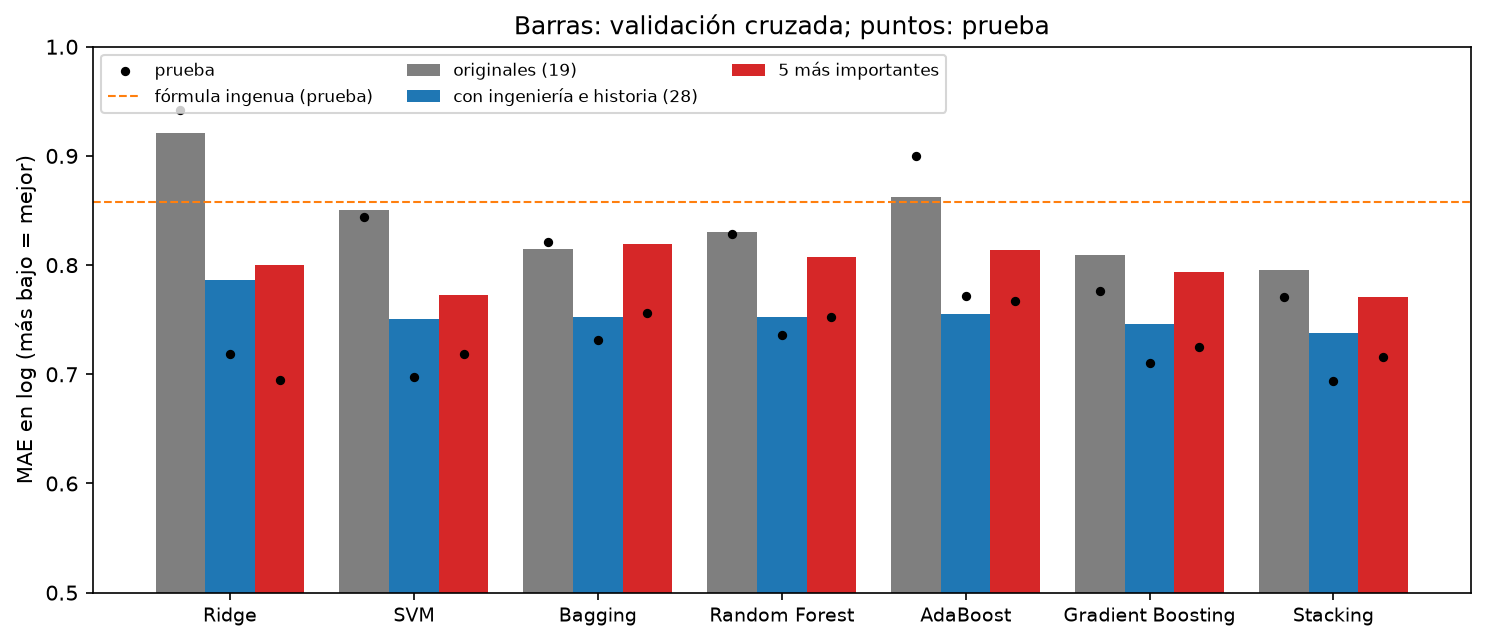 Barras: validación cruzada; puntos: prueba
prueba
fórmula ingenua (prueba)
originales (19)
con ingeniería e historia (28)
5 más importantes
MAE en log (más bajo = mejor)
1.0
0.9
0.8
0.7
0.6
0.5
Ridge
SVM
Bagging
Random Forest
AdaBoost
Gradient Boosting
Stacking